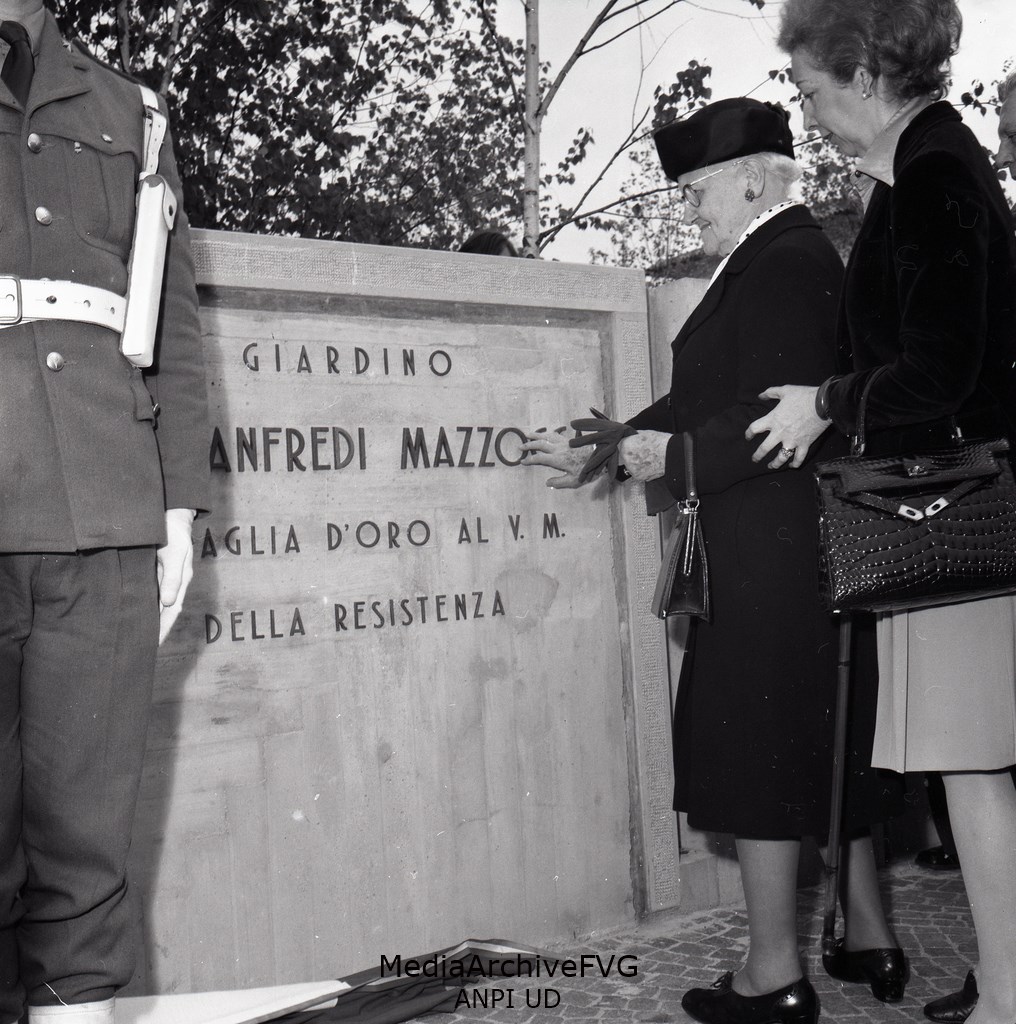 GIARDINO
ANFREDI MAZZO
AGLIA D'ORO AL V. M.
DELLA RESISTENZA
MediaArchiveFVG
ANPI UD